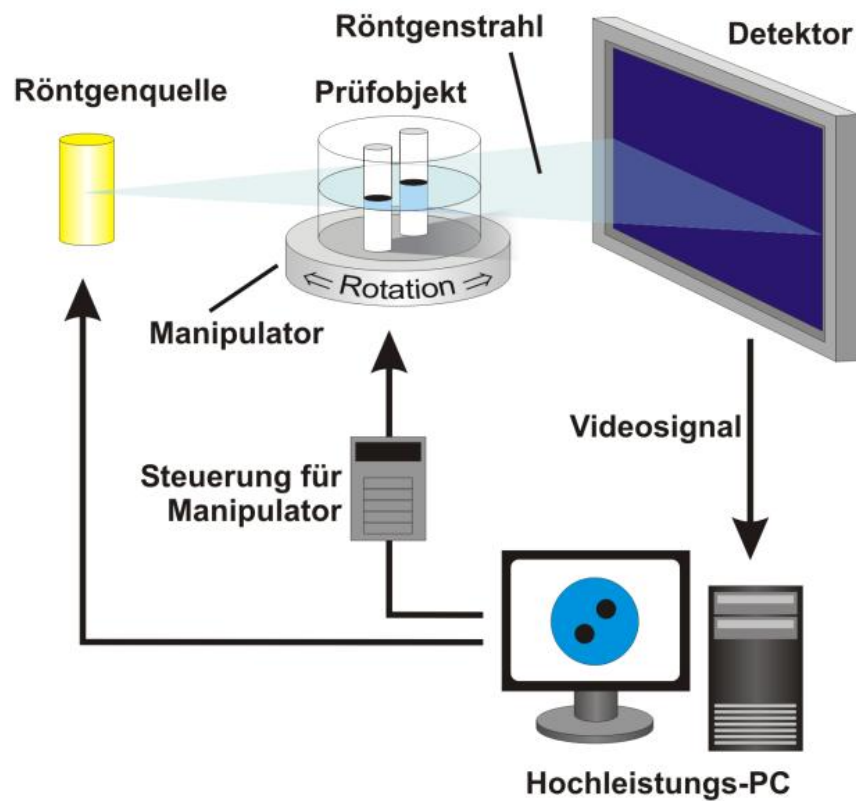 Röntgenstrahl
Detektor
Röntgenquelle
Prüfobjekt
⇐ Rotation ⇒
Manipulator
Videosignal
Steuerung für
Manipulator
Hochleistungs-PC